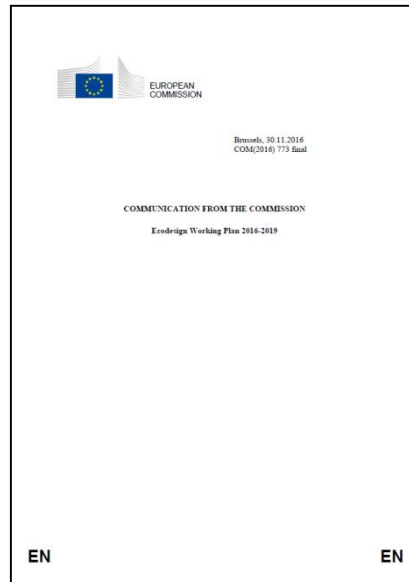 EUROPEAN
COMMISSION
Brussels, 30.11.2016
COM(2016) 773 final
COMMUNICATION FROM THE COMMISSION
Ecodesign Working Plan 2016-2019
EN EN